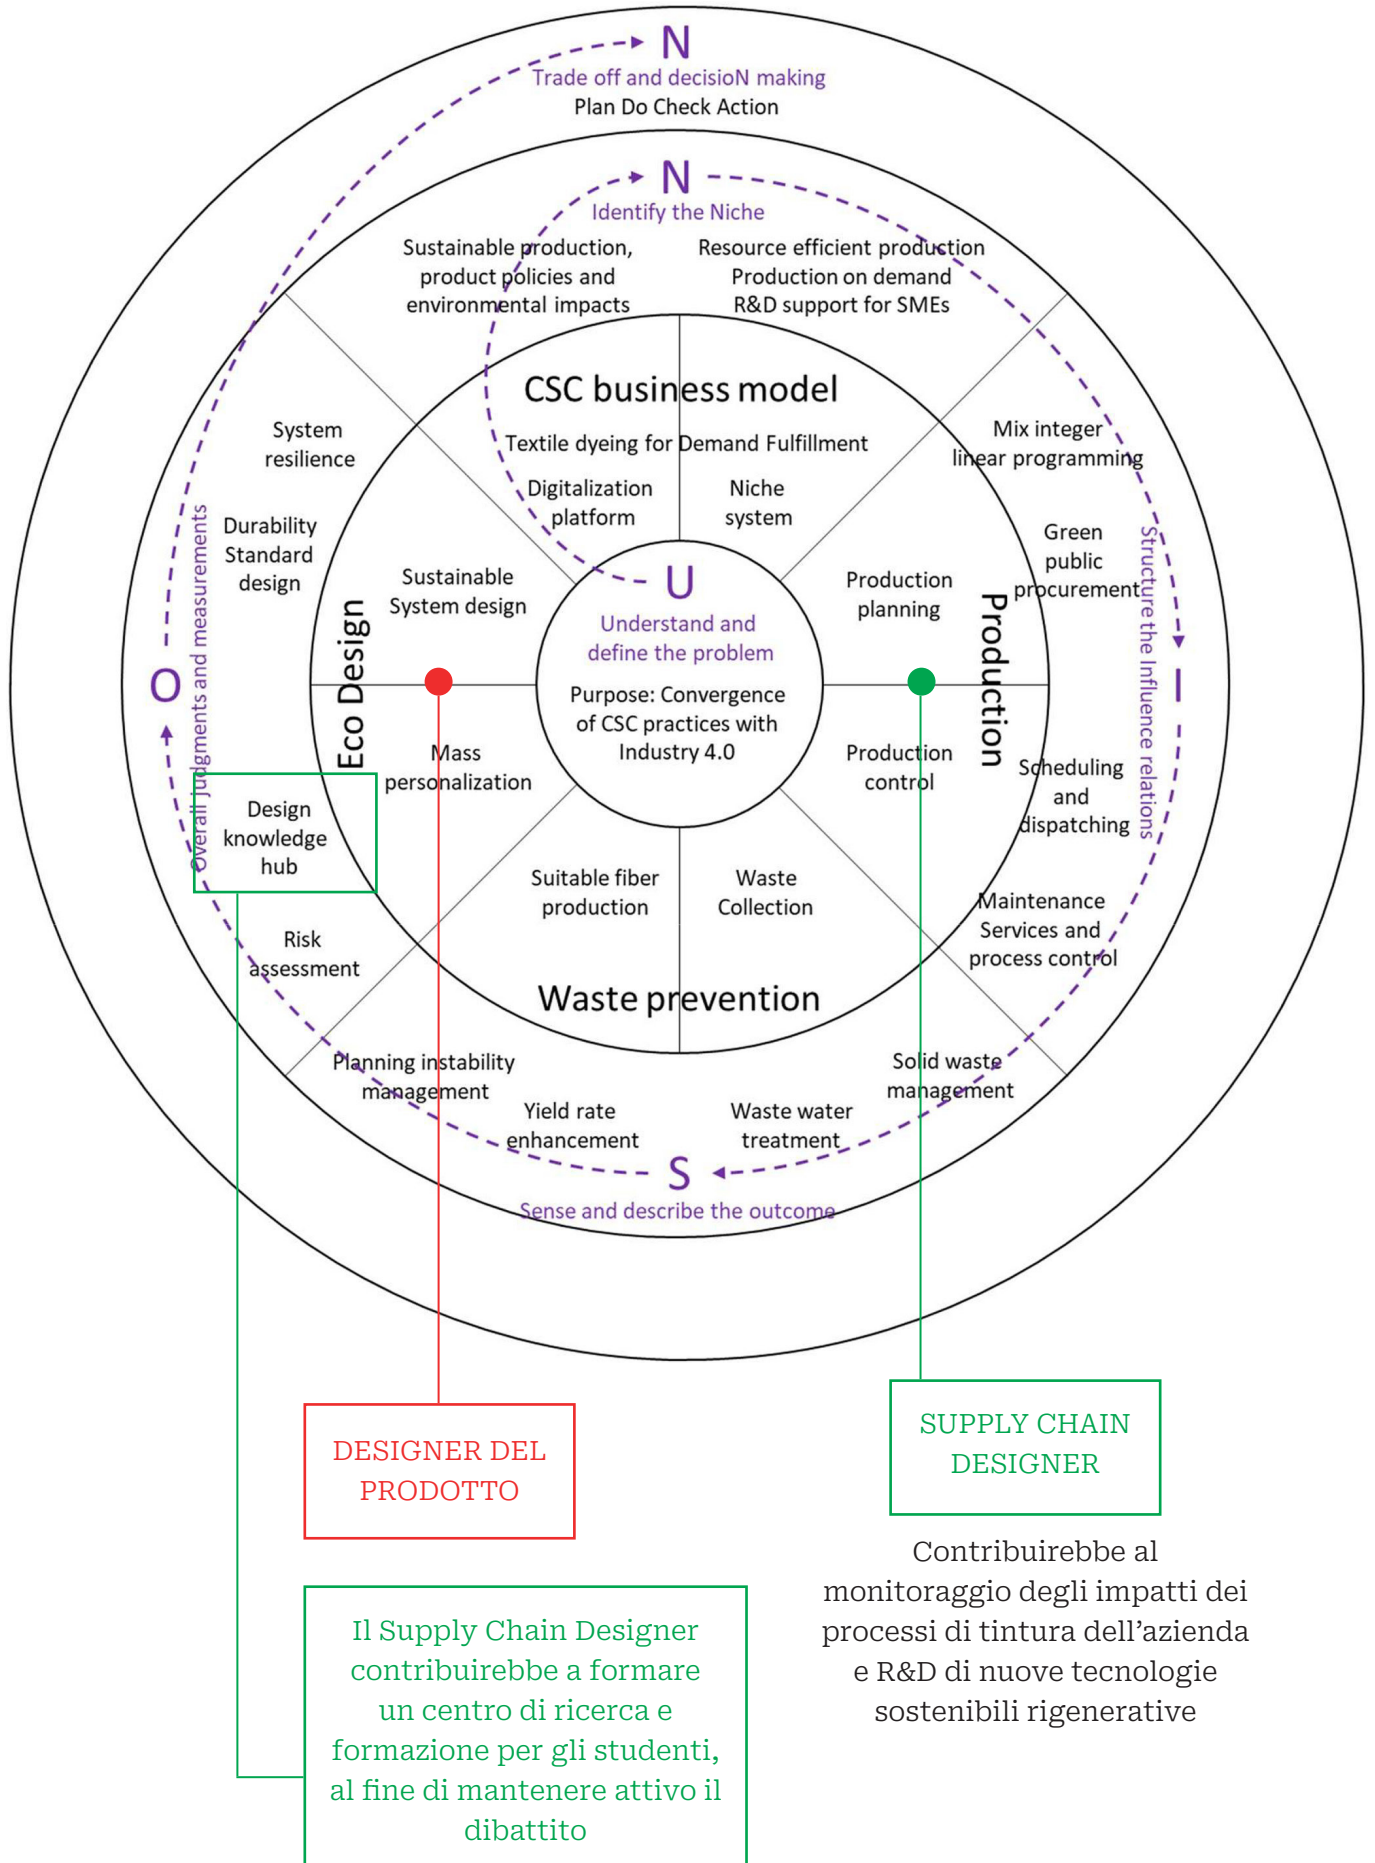 N
Trade off and decisioN making
Plan Do Check Action
N
Identify the Niche
Sustainable production,
product policies and
environmental impacts
Resource efficient production
Production on demand
R&D support for SMEs
CSC business model
Textile dyeing for Demand Fulfillment
Digitalization
platform
Niche
system
System
resilience
Durability
Standard
design
Mix integer
linear programming
Green
public
procurement
Sustainable
System design
Production
planning
U
Understand and
define the problem
Purpose: Convergence
of CSC practices with
Industry 4.0
Eco Design
Production
O
Overall judgments and measurements
I
Structure the Influence relations
Mass
personalization
Production
control
Scheduling
and
dispatching
Design
knowledge
hub
Suitable fiber
production
Waste
Collection
Maintenance
Services and
process control
Risk
assessment
Waste prevention
Planning instability
management
Yield rate
enhancement
Waste water
treatment
Solid waste
management
S
Sense and describe the outcome
DESIGNER DEL
PRODOTTO
SUPPLY CHAIN
DESIGNER
Contribuirebbe al
monitoraggio degli impatti dei
processi di tintura dell’azienda
e R&D di nuove tecnologie
sostenibili rigenerative
Il Supply Chain Designer
contribuirebbe a formare
un centro di ricerca e
formazione per gli studenti,
al fine di mantenere attivo il
dibattito